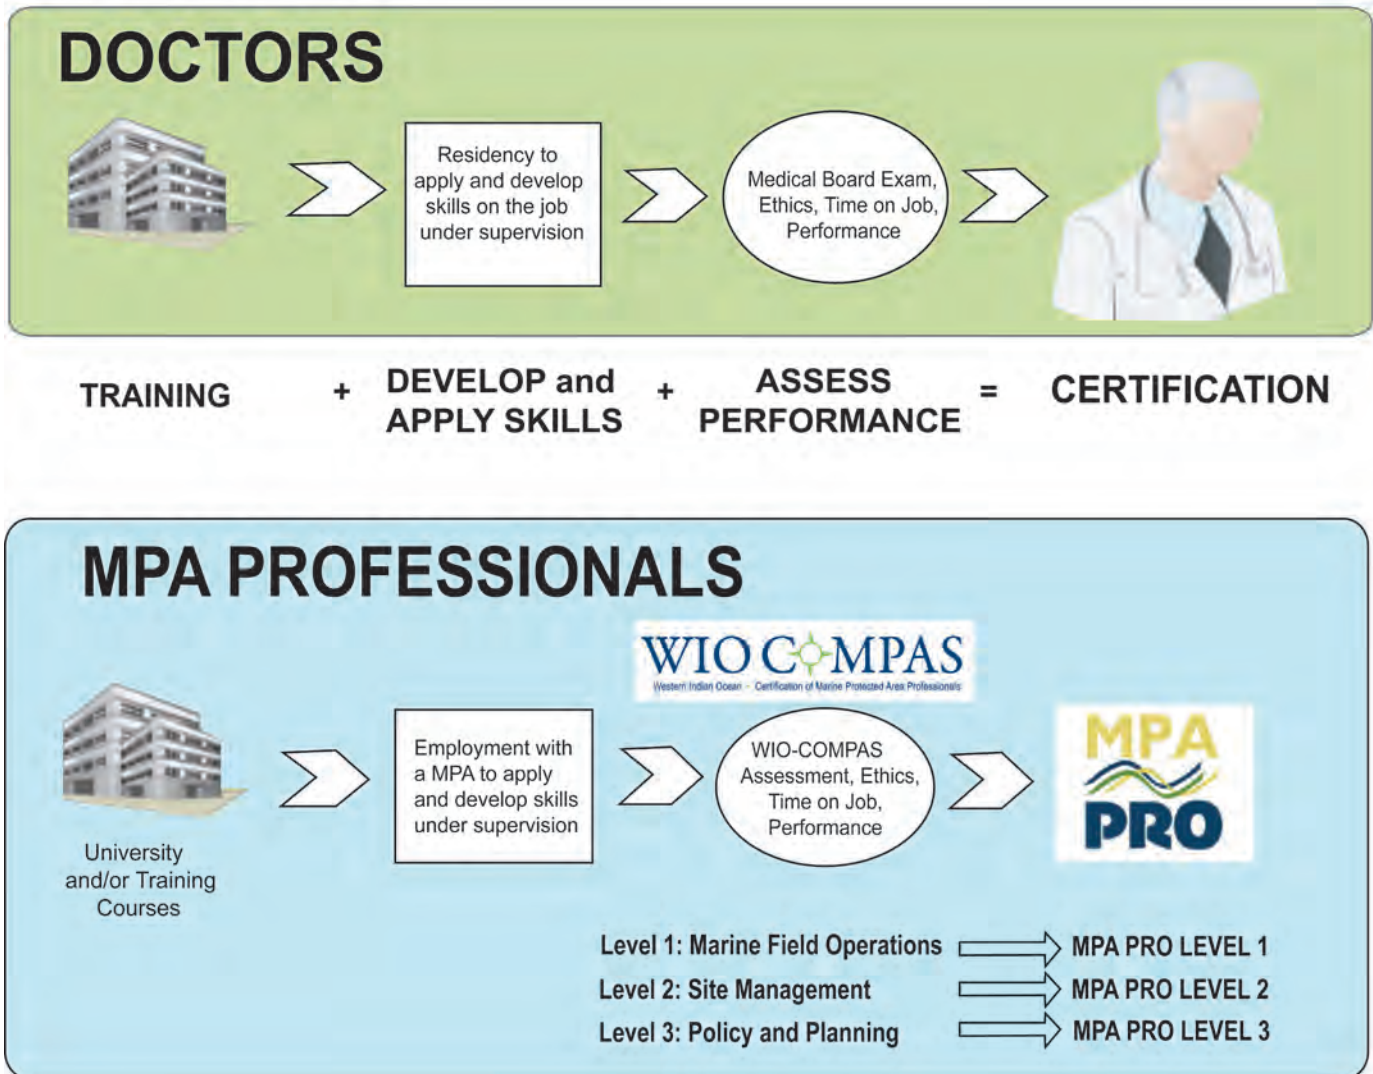 DOCTORS
Residency to
apply and develop
skills on the job
under supervision
Medical Board Exam,
Ethics, Time on Job,
Performance
TRAINING + DEVELOP and APPLY SKILLS + ASSESS PERFORMANCE = CERTIFICATION
MPA PROFESSIONALS
WIO COMPAS
Western Indian Ocean - Certification of Marine Protected Area Professionals
University
and/or Training
Courses
Employment with
a MPA to apply
and develop skills
under supervision
WIO-COMPAS
Assessment, Ethics,
Time on Job,
Performance
MPA
PRO
Level 1: Marine Field Operations MPA PRO LEVEL 1
Level 2: Site Management MPA PRO LEVEL 2
Level 3: Policy and Planning MPA PRO LEVEL 3